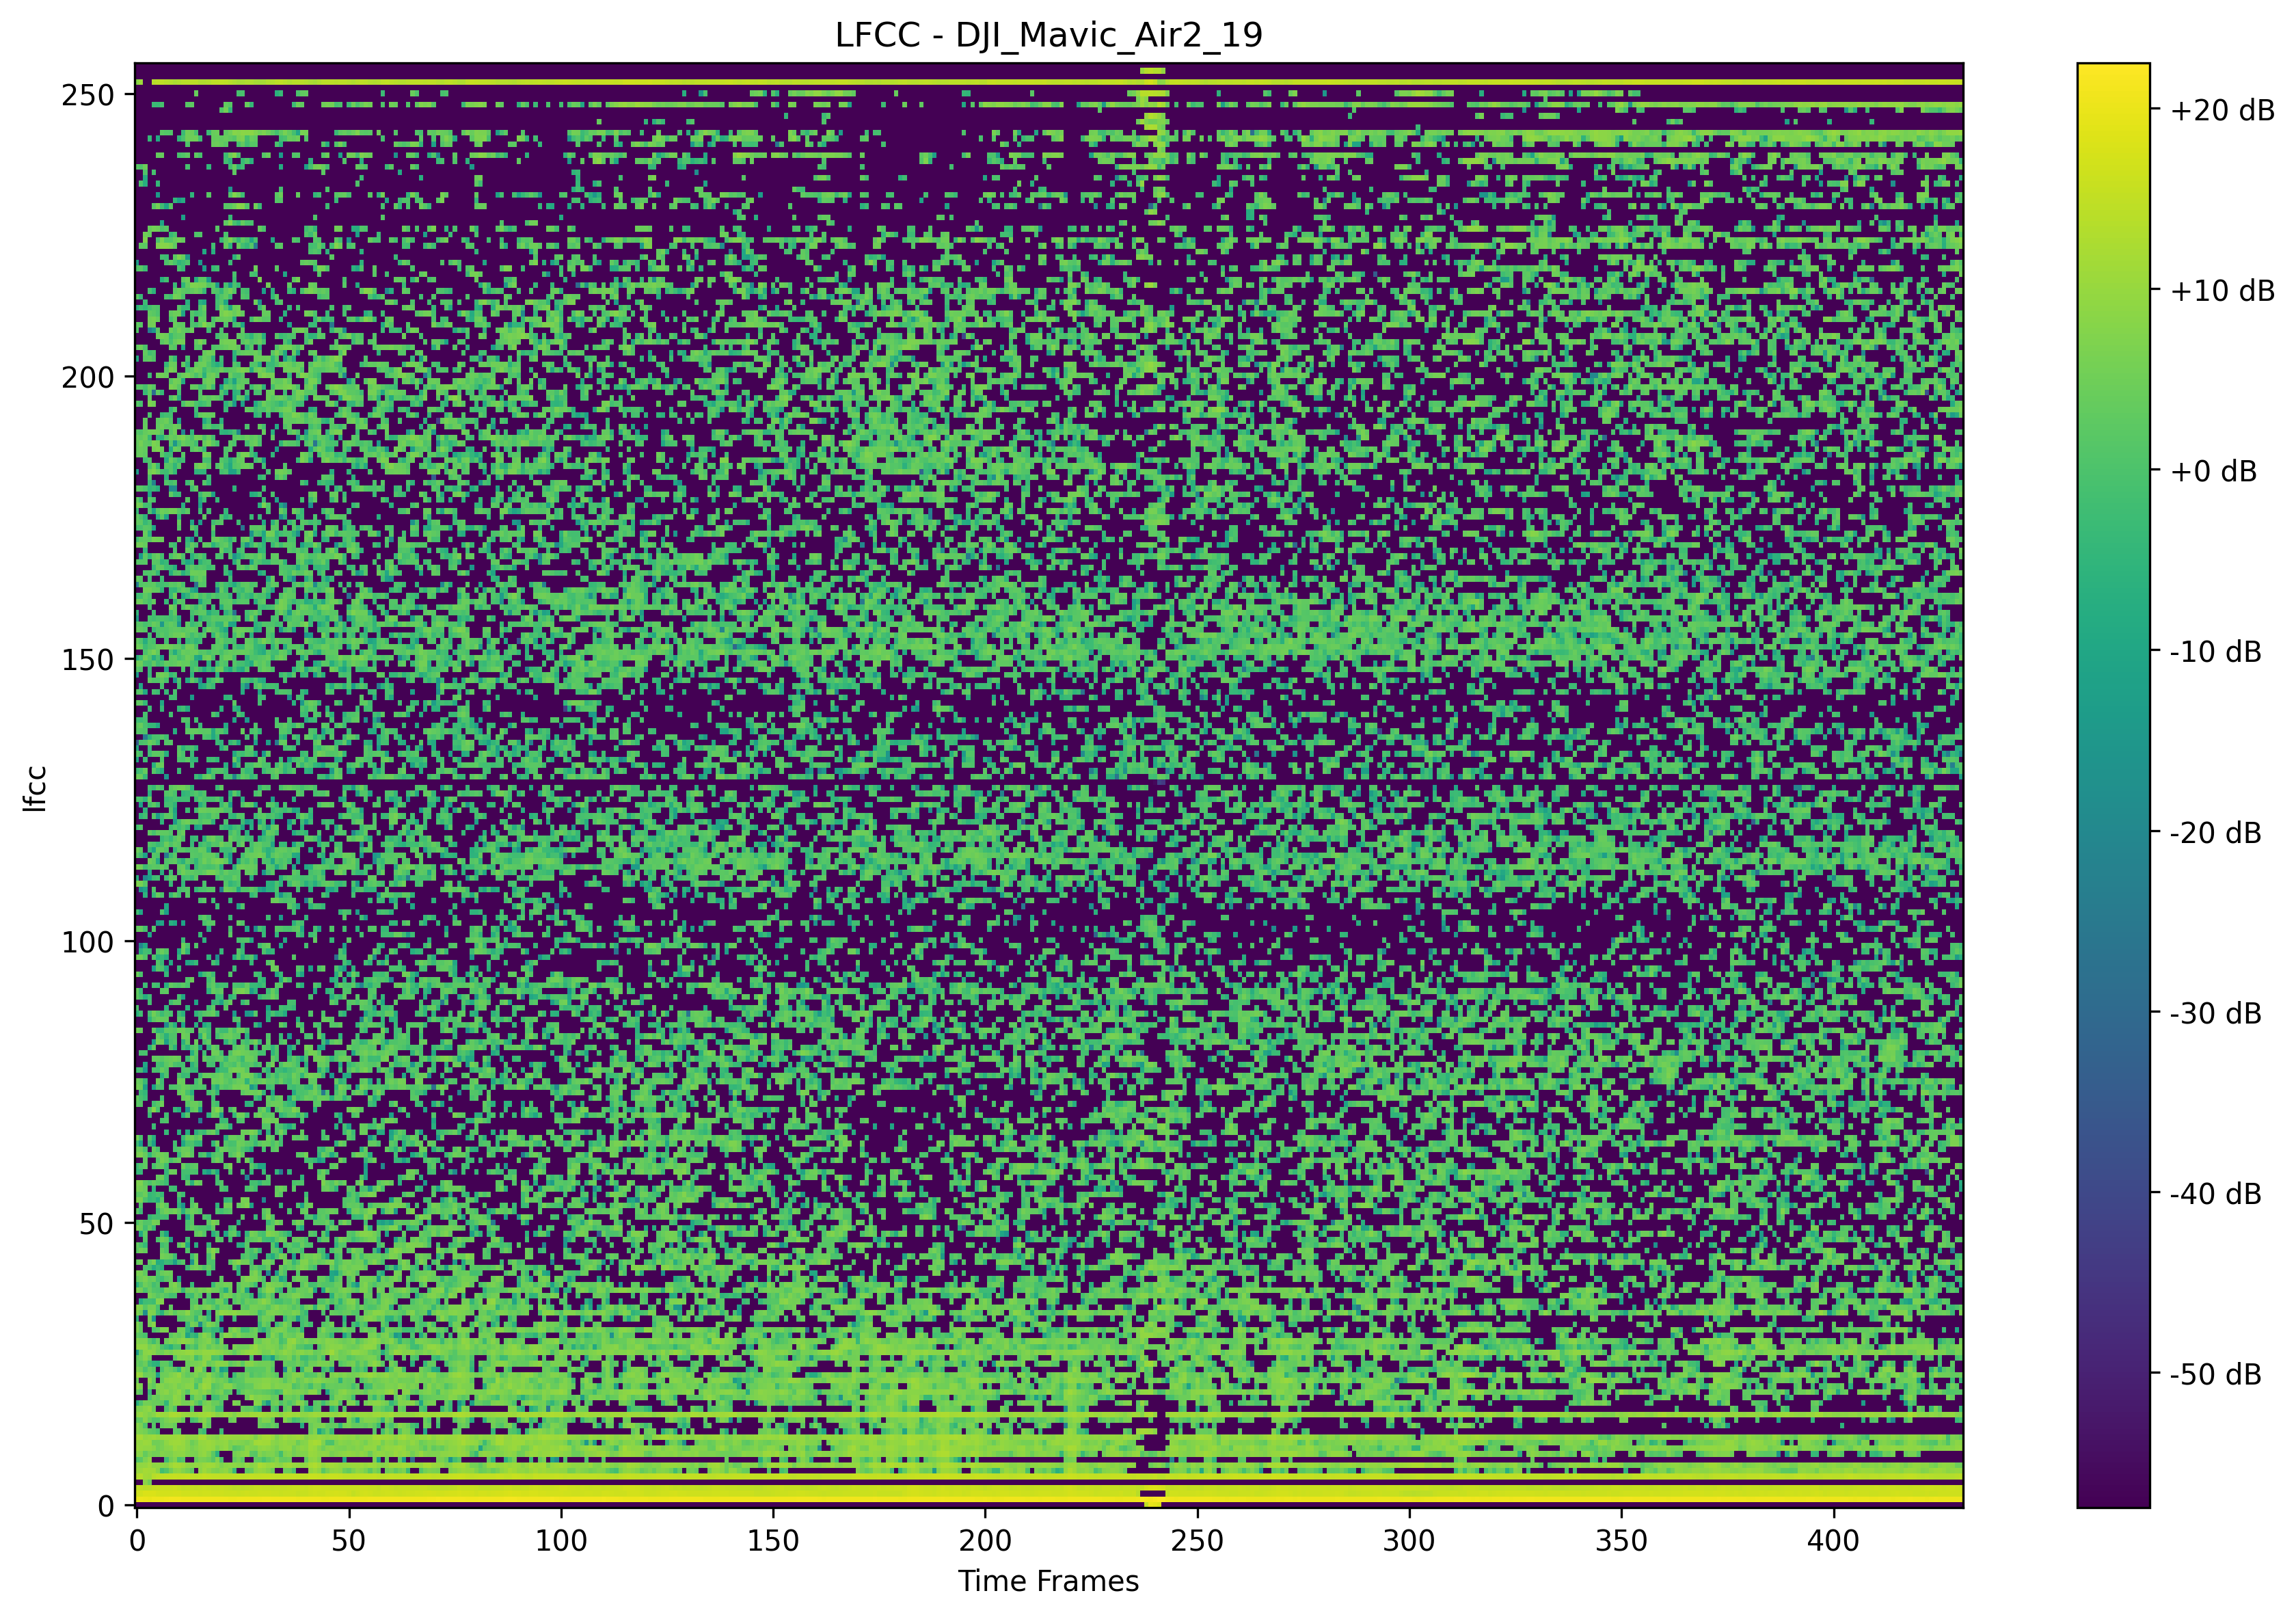 LFCC - DJI_Mavic_Air2_19
250
200
150
100
50
0
lfcc
0 50 100 150 200 250 300 350 400
Time Frames
+20 dB
+10 dB
+0 dB
-10 dB
-20 dB
-30 dB
-40 dB
-50 dB